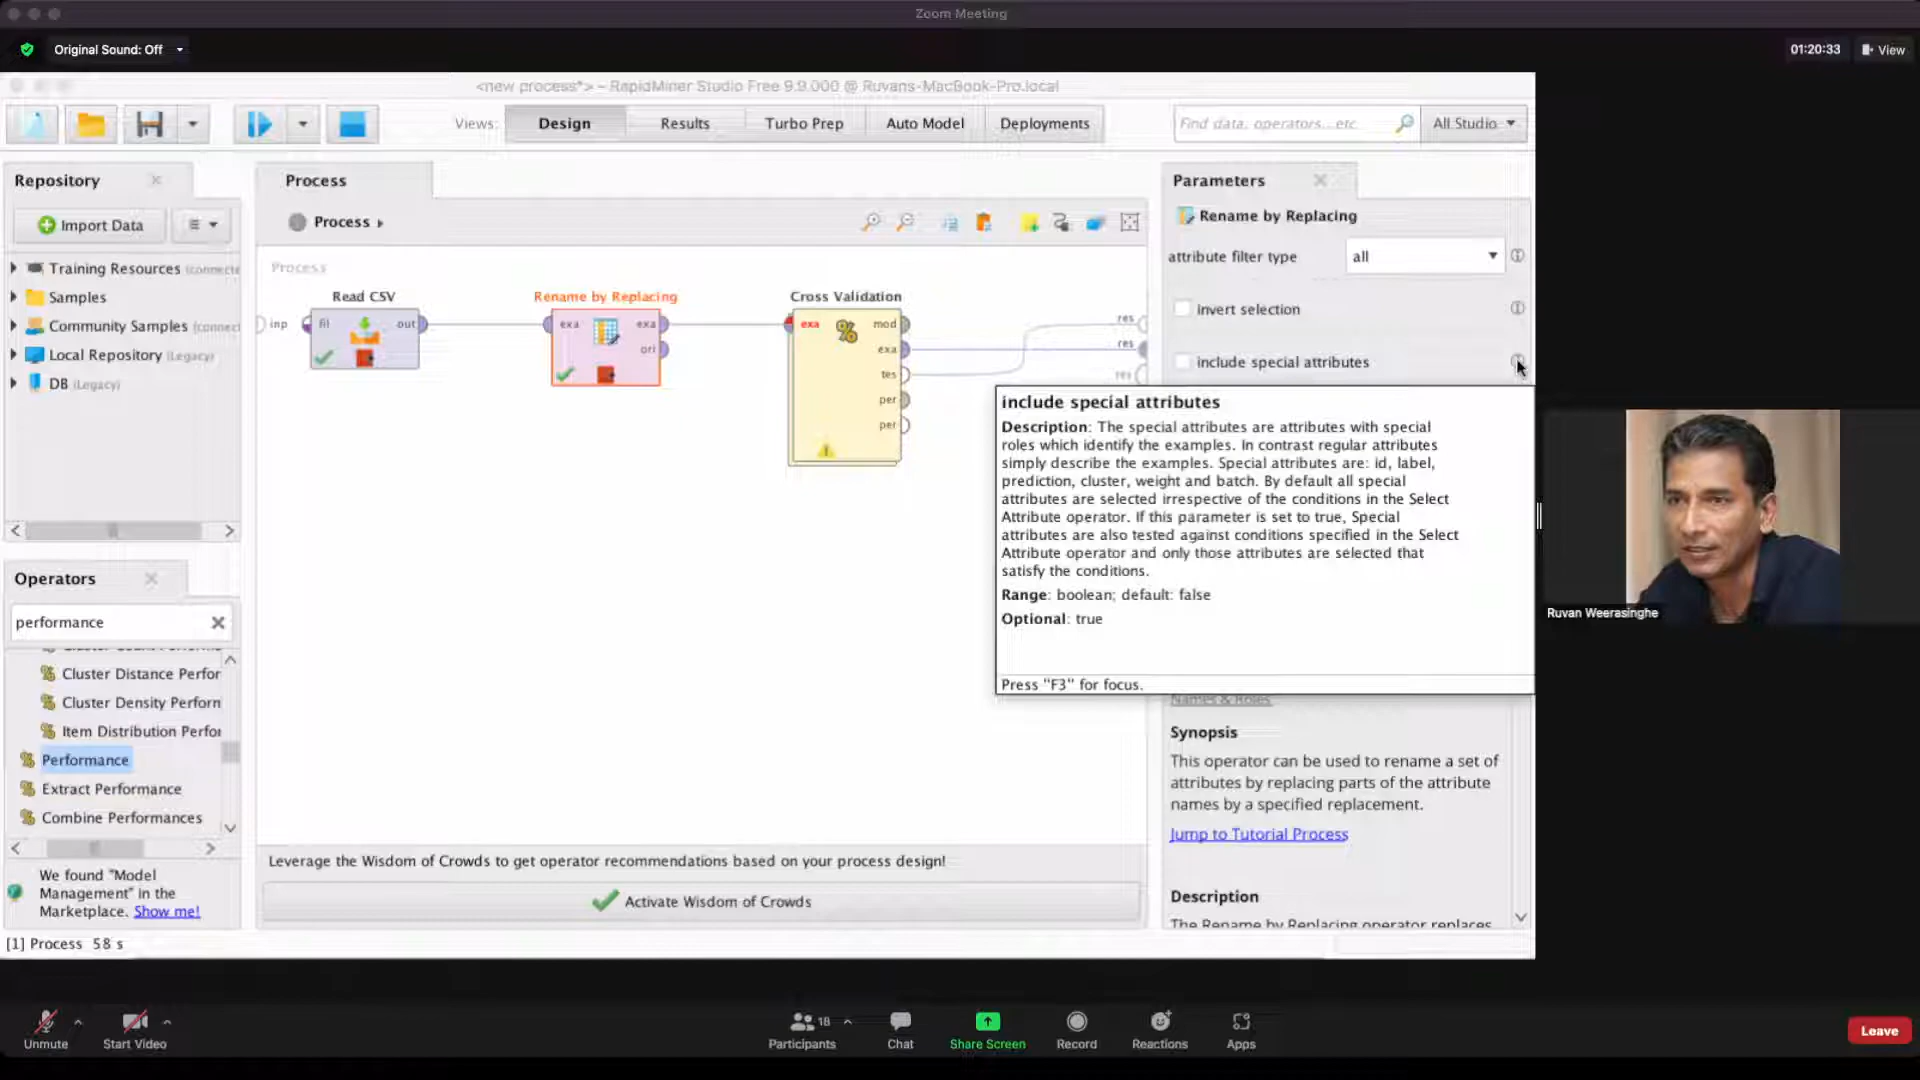 Zoom Meeting
Original Sound: Off
01:20:33
View
<new process*> – RapidMiner Studio Free 9.9.000 @ Ruvans-MacBook-Pro.local
Views:
Design
Results
Turbo Prep
Auto Model
Deployments
Find data, operators...etc
All Studio
Repository
Import Data
Training Resources (connecte
Samples
Community Samples (connect
Local Repository (Legacy)
DB (Legacy)
Operators
performance
Cluster Distance Perfor
Cluster Density Perforn
Item Distribution Perfor
Performance
Extract Performance
Combine Performances
We found "Model
Management" in the
Marketplace. Show me!
[1] Process 58 s
Process
Process
Process
inp
Read CSV
fil
out
Rename by Replacing
exa
exa
ori
Cross Validation
exa
mod
exa
tes
per
per
res
res
res
Leverage the Wisdom of Crowds to get operator recommendations based on your process design!
Activate Wisdom of Crowds
Parameters
Rename by Replacing
attribute filter type
all
invert selection
include special attributes
include special attributes
Description: The special attributes are attributes with special
roles which identify the examples. In contrast regular attributes
simply describe the examples. Special attributes are: id, label,
prediction, cluster, weight and batch. By default all special
attributes are selected irrespective of the conditions in the Select
Attribute operator. If this parameter is set to true, Special
attributes are also tested against conditions specified in the Select
Attribute operator and only those attributes are selected that
satisfy the conditions.
Range: boolean; default: false
Optional: true
Press "F3" for focus.
Names & Roles
Synopsis
This operator can be used to rename a set of
attributes by replacing parts of the attribute
names by a specified replacement.
Jump to Tutorial Process
Description
The Rename by Replacing operator replaces
Ruvan Weerasinghe
Unmute
Start Video
18
Participants
Chat
Share Screen
Record
Reactions
Apps
Leave